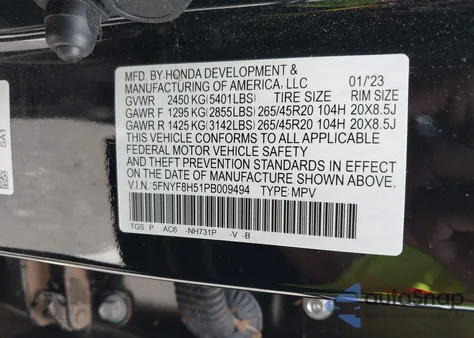 MFD. BY HONDA DEVELOPMENT &
MANUFACTURING OF AMERICA, LLC 01/'23
GVWR 2450 KG(5401LBS) TIRE SIZE RIM SIZE
GAWR F 1295 KG(2855LBS) 265/45R20 104H 20X8.5J
GAWR R 1425 KG(3142LBS) 265/45R20 104H 20X8.5J
THIS VEHICLE CONFORMS TO ALL APPLICABLE
FEDERAL MOTOR VEHICLE SAFETY, BUMPER,
AND THEFT PREVENTION STANDARDS IN EFFECT
ON THE DATE OF MANUFACTURE SHOWN ABOVE.
V.I.N.: 5FNYF8H51PB009494 TYPE: MPV
TGS P AC6 -NH731P -V -B
SA1
autoSnap